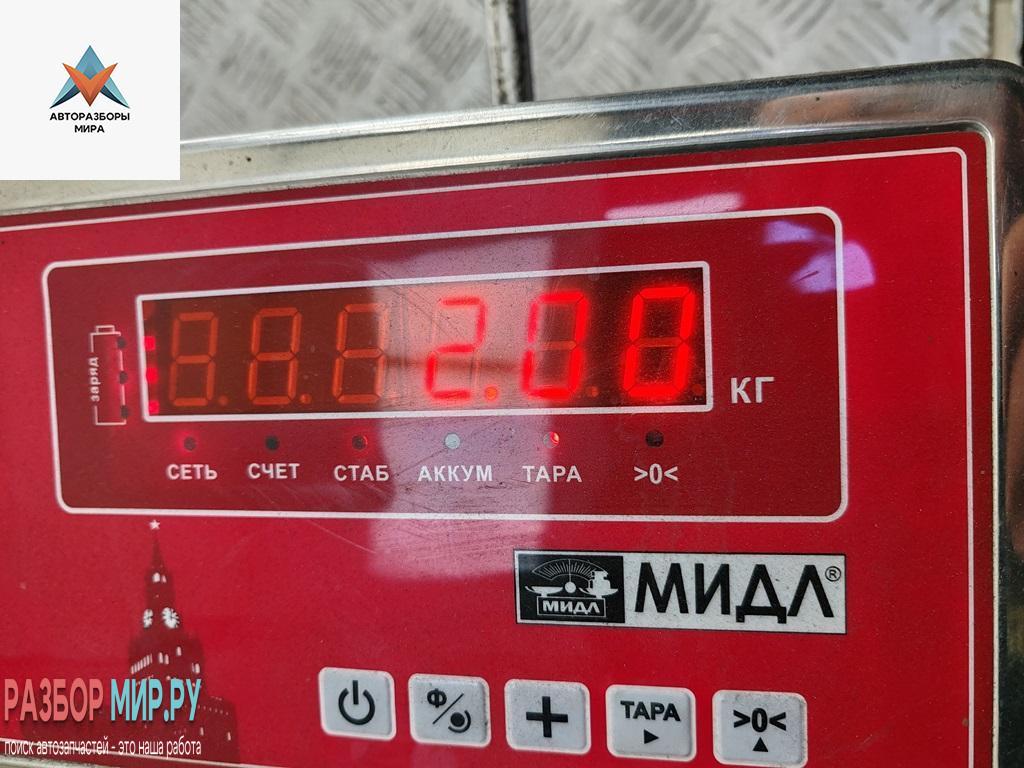 АВТОРАЗБОРЫ
МИРА
2.00
заряд
КГ
СЕТЬ СЧЕТ СТАБ АККУМ ТАРА >0<
МИДЛ МИДЛ®
РАЗБОР МИР.РУ
поиск автозапчастей - это наша работа
Ф/ + ТАРА >0<